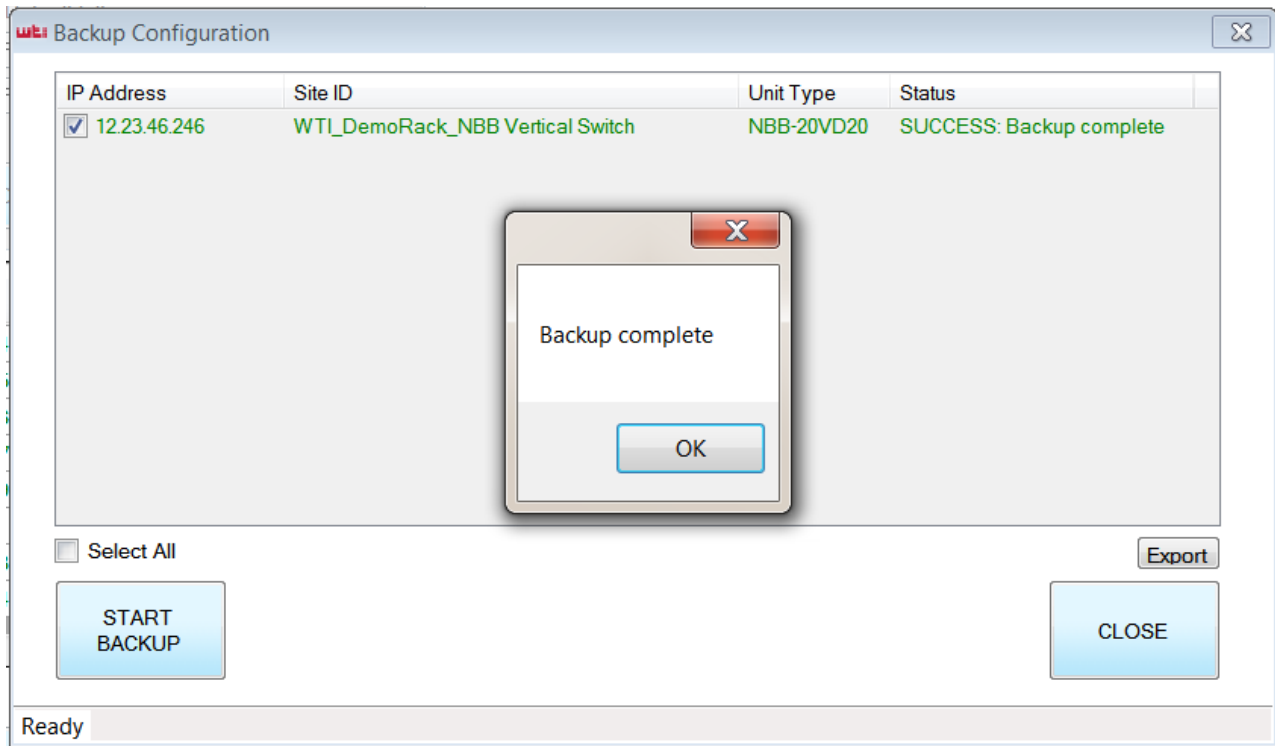 wti Backup Configuration
IP Address Site ID Unit Type Status
12.23.46.246 WTI_DemoRack_NBB Vertical Switch NBB-20VD20 SUCCESS: Backup complete
Backup complete
OK
Select All
Export
START
BACKUP
CLOSE
Ready